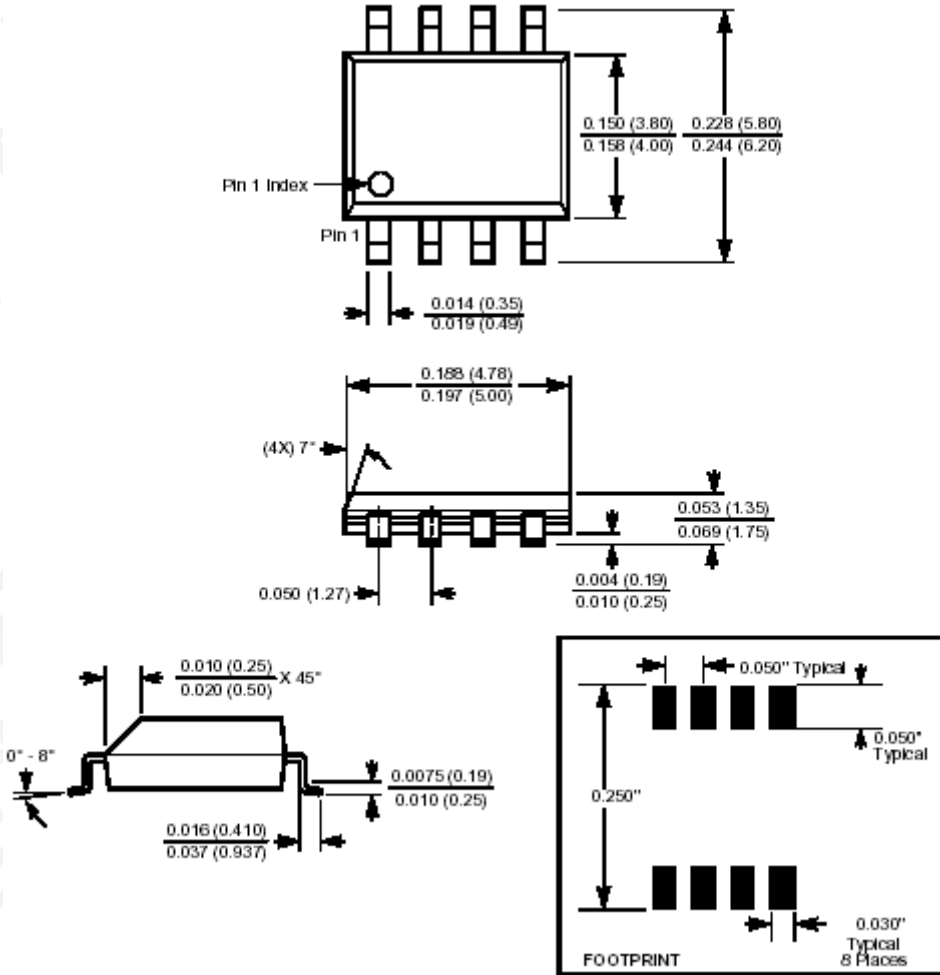 0.150 (3.80)
0.158 (4.00)
0.228 (5.80)
0.244 (6.20)
Pin 1 Index
Pin 1
0.014 (0.35)
0.019 (0.49)
0.188 (4.78)
0.197 (5.00)
(4X) 7°
0.053 (1.35)
0.069 (1.75)
0.050 (1.27)
0.004 (0.19)
0.010 (0.25)
0.010 (0.25)
0.020 (0.50)
X 45°
0° - 8°
0.0075 (0.19)
0.010 (0.25)
0.016 (0.410)
0.037 (0.937)
0.050" Typical
0.050"
Typical
0.250"
0.030"
Typical
8 Places
FOOTPRINT